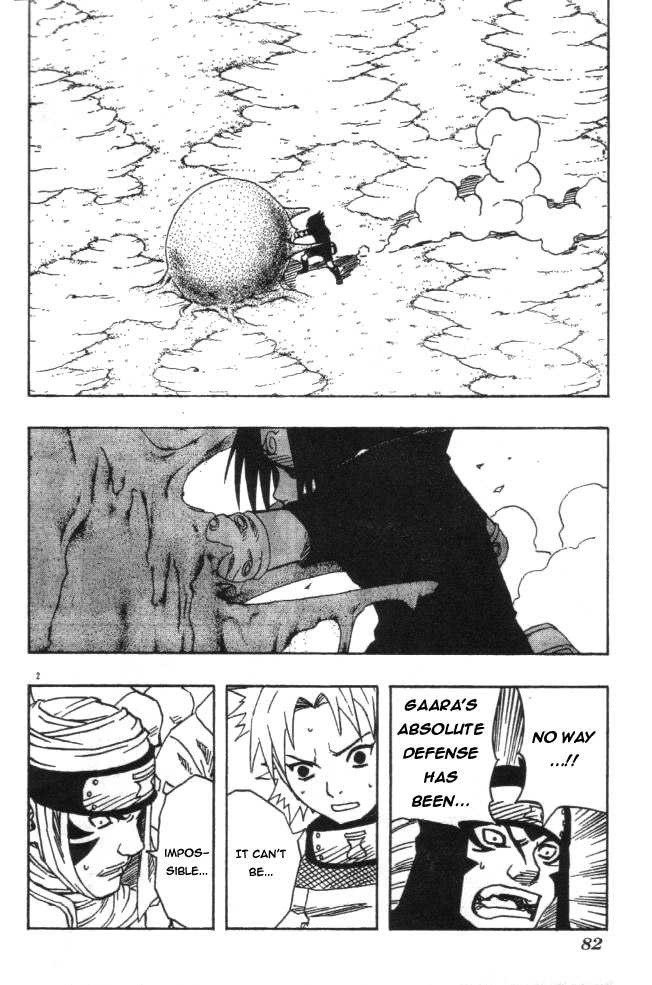 2
NO WAY
...!!
GAARA'S
ABSOLUTE
DEFENSE
HAS
BEEN...
IT CAN'T
BE...
IMPOS-
SIBLE...
82